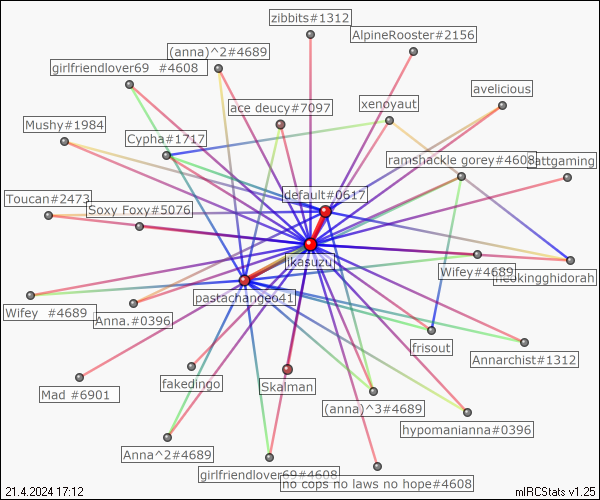 zibbits#1312
AlpineRooster#2156
(anna)^2#4689
girlfriendlover69 #4608
avelicious
ace deucy#7097
xenoyaut
Mushy#1984
Cypha#1717
ramshackle gorey#4608
attgaming
default#0617
Toucan#2473
Soxy Foxy#5076
ikasuzu
Wifey#4689
kingghidorah
pastachangeo41
Wifey #4689
Anna.#0396
frisout
Annarchist#1312
fakedingo
Skalman
Mad #6901
(anna)^3#4689
hypomanianna#0396
Anna^2#4689
girlfriendlover69#4608
no cops no laws no hope#4608
21.4.2024 17:12
mIRCStats v1.25